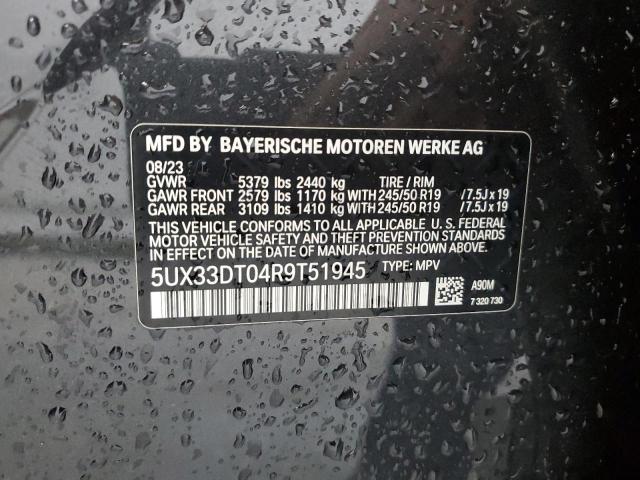 MFD BY BAYERISCHE MOTOREN WERKE AG
08/23
GVWR 5379 lbs 2440 kg TIRE / RIM
GAWR FRONT 2579 lbs 1170 kg WITH 245/50 R19 / 7.5J x 19
GAWR REAR 3109 lbs 1410 kg WITH 245/50 R19 / 7.5J x 19
THIS VEHICLE CONFORMS TO ALL APPLICABLE U. S. FEDERAL
MOTOR VEHICLE SAFETY AND THEFT PREVENTION STANDARDS
IN EFFECT ON THE DATE OF MANUFACTURE SHOWN ABOVE.
5UX33DT04R9T51945 TYPE: MPV
A90M
7 320 730